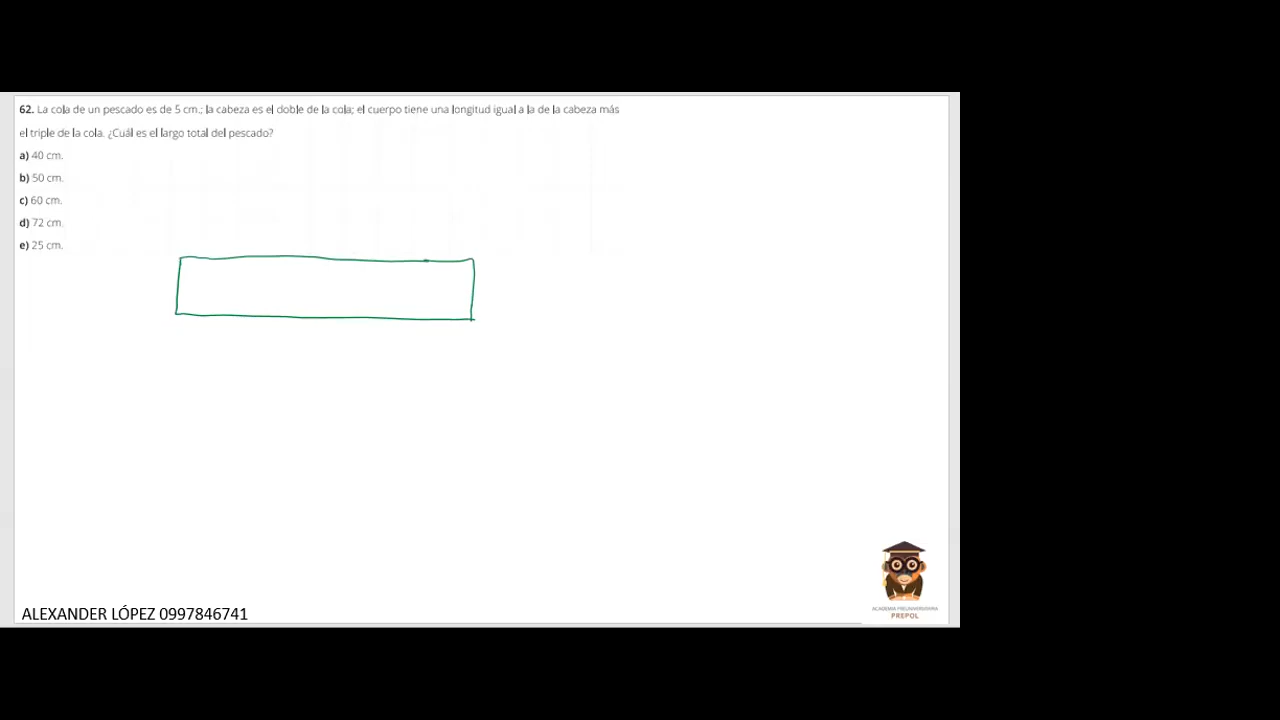 62. La cola de un pescado es de 5 cm.; la cabeza es el doble de la cola; el cuerpo tiene una longitud igual a la de la cabeza más
el triple de la cola. ¿Cuál es el largo total del pescado?
a) 40 cm.
b) 50 cm.
c) 60 cm.
d) 72 cm.
e) 25 cm.
ALEXANDER LÓPEZ 0997846741
ACADEMIA PREUNIVERSITARIA
PREPOL